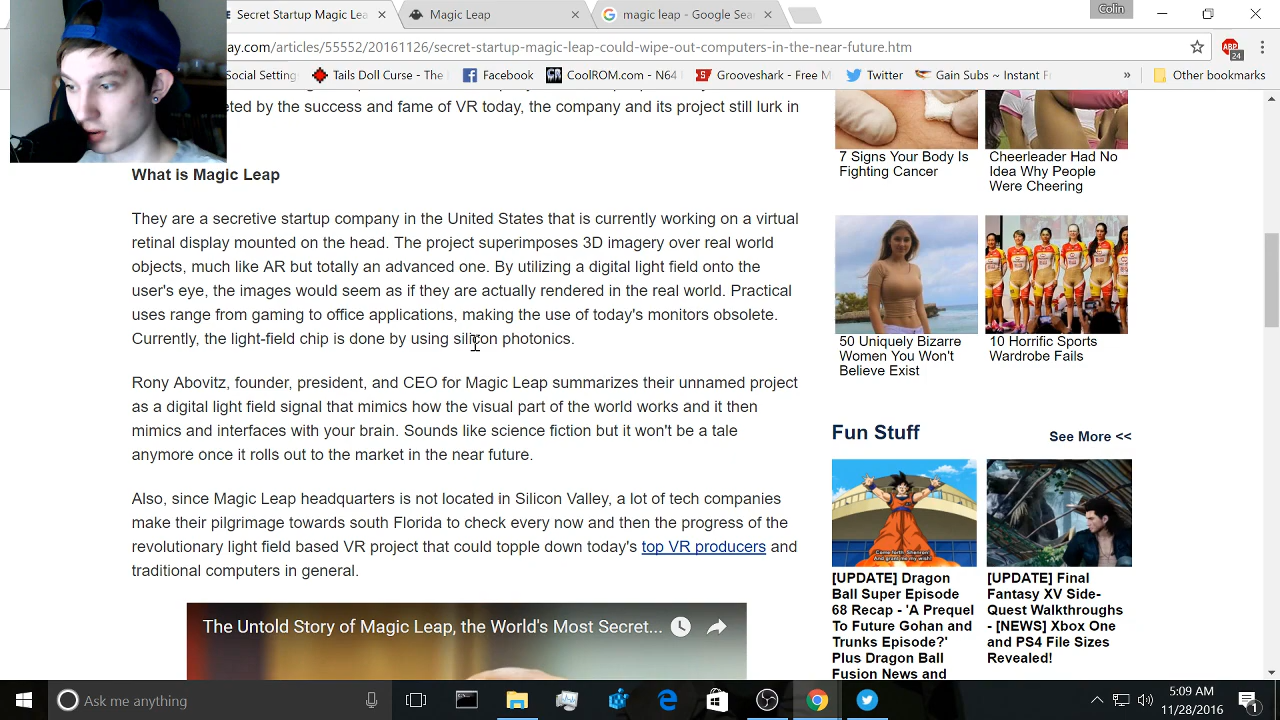 Secret Startup Magic Lea
Magic Leap
magic leap - Google Sear
Colin
ay.com/articles/55552/20161126/secret-startup-magic-leap-could-wipe-out-computers-in-the-near-future.htm
ABP
24
Social Setting
Tails Doll Curse - The
Facebook
CoolROM.com - N64
Grooveshark - Free M
Twitter
Gain Subs ~ Instant F
»
Other bookmarks
eted by the success and fame of VR today, the company and its project still lurk in
What is Magic Leap
They are a secretive startup company in the United States that is currently working on a virtual
retinal display mounted on the head. The project superimposes 3D imagery over real world
objects, much like AR but totally an advanced one. By utilizing a digital light field onto the
user's eye, the images would seem as if they are actually rendered in the real world. Practical
uses range from gaming to office applications, making the use of today's monitors obsolete.
Currently, the light-field chip is done by using silicon photonics.
Rony Abovitz, founder, president, and CEO for Magic Leap summarizes their unnamed project
as a digital light field signal that mimics how the visual part of the world works and it then
mimics and interfaces with your brain. Sounds like science fiction but it won't be a tale
anymore once it rolls out to the market in the near future.
Also, since Magic Leap headquarters is not located in Silicon Valley, a lot of tech companies
make their pilgrimage towards south Florida to check every now and then the progress of the
revolutionary light field based VR project that could topple down today's top VR producers and
traditional computers in general.
The Untold Story of Magic Leap, the World's Most Secret...
7 Signs Your Body Is
Fighting Cancer
Cheerleader Had No
Idea Why People
Were Cheering
50 Uniquely Bizarre
Women You Won't
Believe Exist
10 Horrific Sports
Wardrobe Fails
Fun Stuff
See More <<
Come forth Shenron
And grant me my wish!
[UPDATE] Dragon
Ball Super Episode
68 Recap - 'A Prequel
To Future Gohan and
Trunks Episode?'
Plus Dragon Ball
Fusion News and
[UPDATE] Final
Fantasy XV Side-
Quest Walkthroughs
- [NEWS] Xbox One
and PS4 File Sizes
Revealed!
Ask me anything
5:09 AM
11/28/2016
1